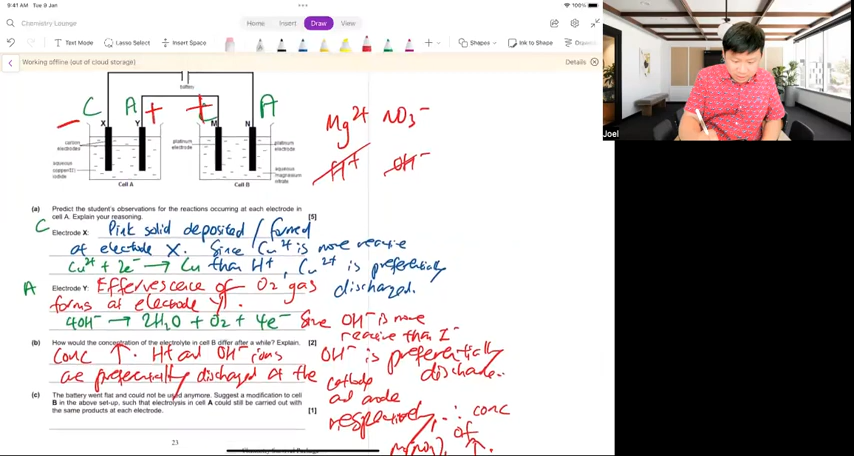 9:41 AM Tue 9 Jan
100%
Chemistry Lounge
Home Insert Draw View
Text Mode Lasso Select Insert Space Shapes Ink to Shape
Working offline (out of cloud storage) Details
battery
C A + + A
- X Y M N
carbon electrodes
platinum electrode
platinum electrode
aqueous copper(II) iodide
aqueous magnesium nitrate
Cell A Cell B
Mg2+ NO3-
H+ OH-
(a) Predict the student's observations for the reactions occurring at each electrode in
cell A. Explain your reasoning. [5]
C Electrode X: Pink solid deposited / formed
at electrode X. Since Cu2+ is more reactive
Cu2+ + 2e- → Cu than H+, Cu2+ is preferentially
discharged.
A Electrode Y: Effervescence of O2 gas
forms at electrode Y.
4OH- → 2H2O + O2 + 4e- Since OH- is more
reactive than I-
OH- is preferentially
discharge..
(b) How would the concentration of the electrolyte in cell B differ after a while? Explain. [2]
Conc ↑. H+ and OH- ions
are preferentially discharged at the
cathode
and anode
respectively, ∴ conc
of
Mg(NO3)2 ↑.
(c) The battery went flat and could not be used anymore. Suggest a modification to cell
B in the above set-up, such that electrolysis in cell A could still be carried out with
the same products at each electrode. [1]
23
Chemistry Survival Package
Joel